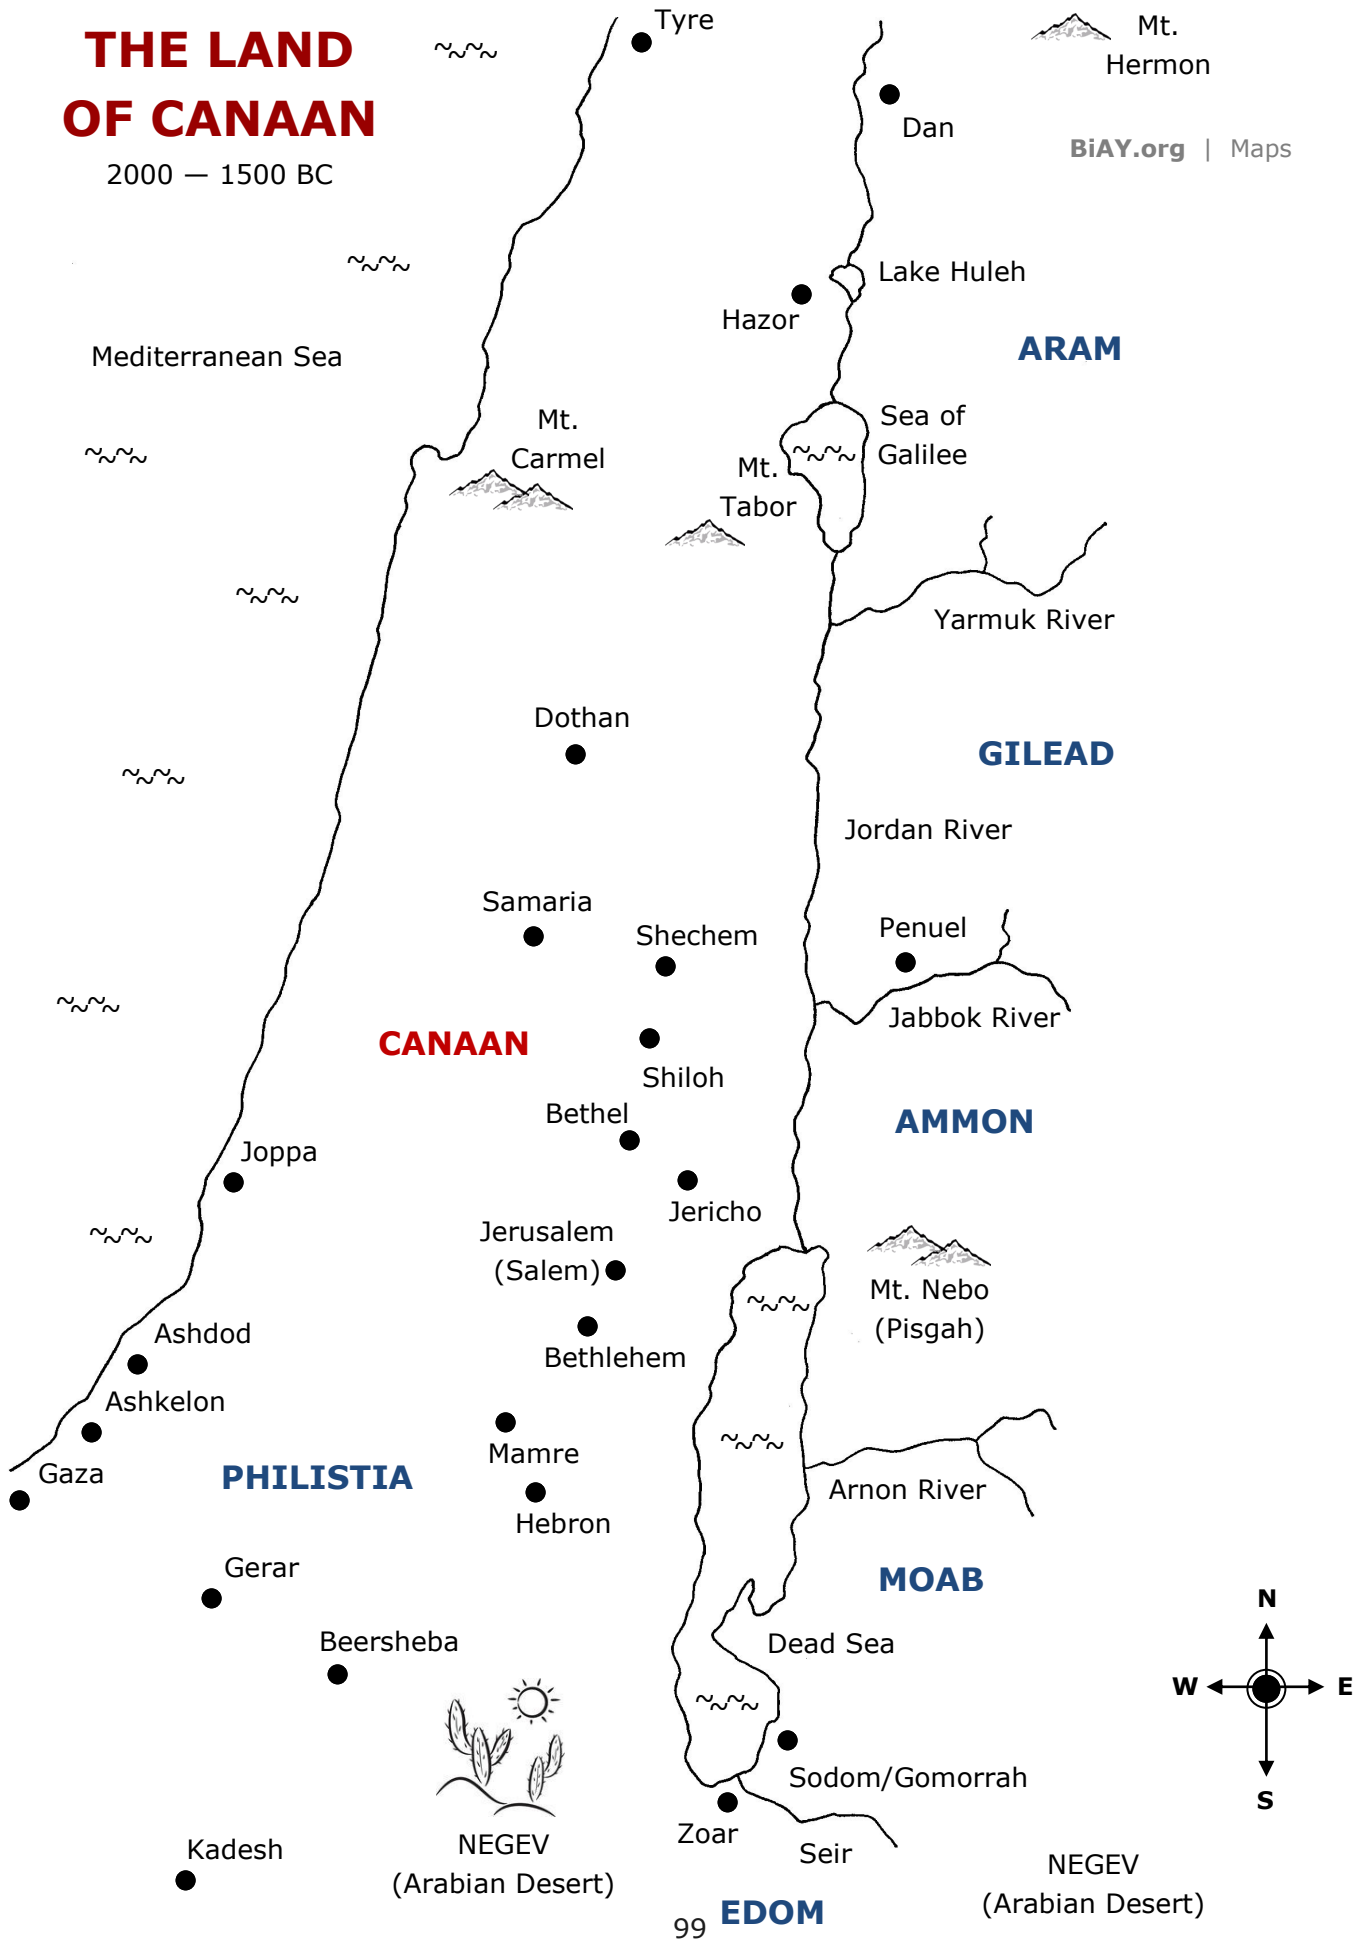 THE LAND
OF CANAAN
2000 — 1500 BC
Tyre
Mt.
Hermon
Dan
BiAY.org | Maps
Lake Huleh
Hazor
ARAM
Mediterranean Sea
Mt.
Carmel
Sea of
Galilee
Mt.
Tabor
Yarmuk River
Dothan
GILEAD
Jordan River
Samaria
Shechem
Penuel
Jabbok River
CANAAN
Shiloh
Bethel
AMMON
Joppa
Jericho
Jerusalem
(Salem)
Mt. Nebo
(Pisgah)
Ashdod
Bethlehem
Ashkelon
Mamre
Gaza
PHILISTIA
Arnon River
Hebron
Gerar
MOAB
N
Beersheba
Dead Sea
W
E
Sodom/Gomorrah
S
Zoar
Seir
Kadesh
NEGEV
(Arabian Desert)
NEGEV
(Arabian Desert)
EDOM
99